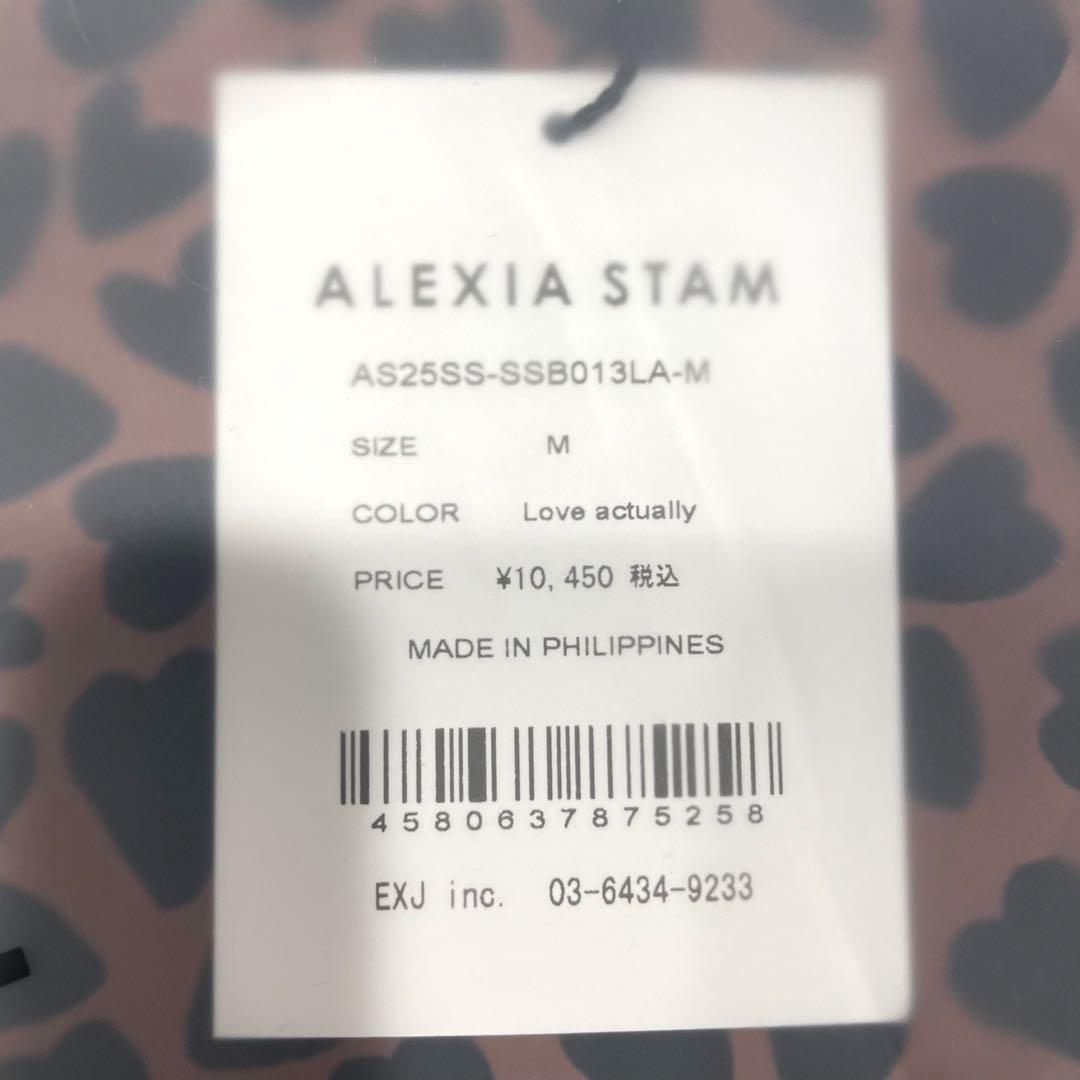 ALEXIA STAM
AS25SS-SSB013LA-M
SIZE M
COLOR Love actually
PRICE ¥10,450 税込
MADE IN PHILIPPINES
4580637875258
EXJ inc. 03-6434-9233